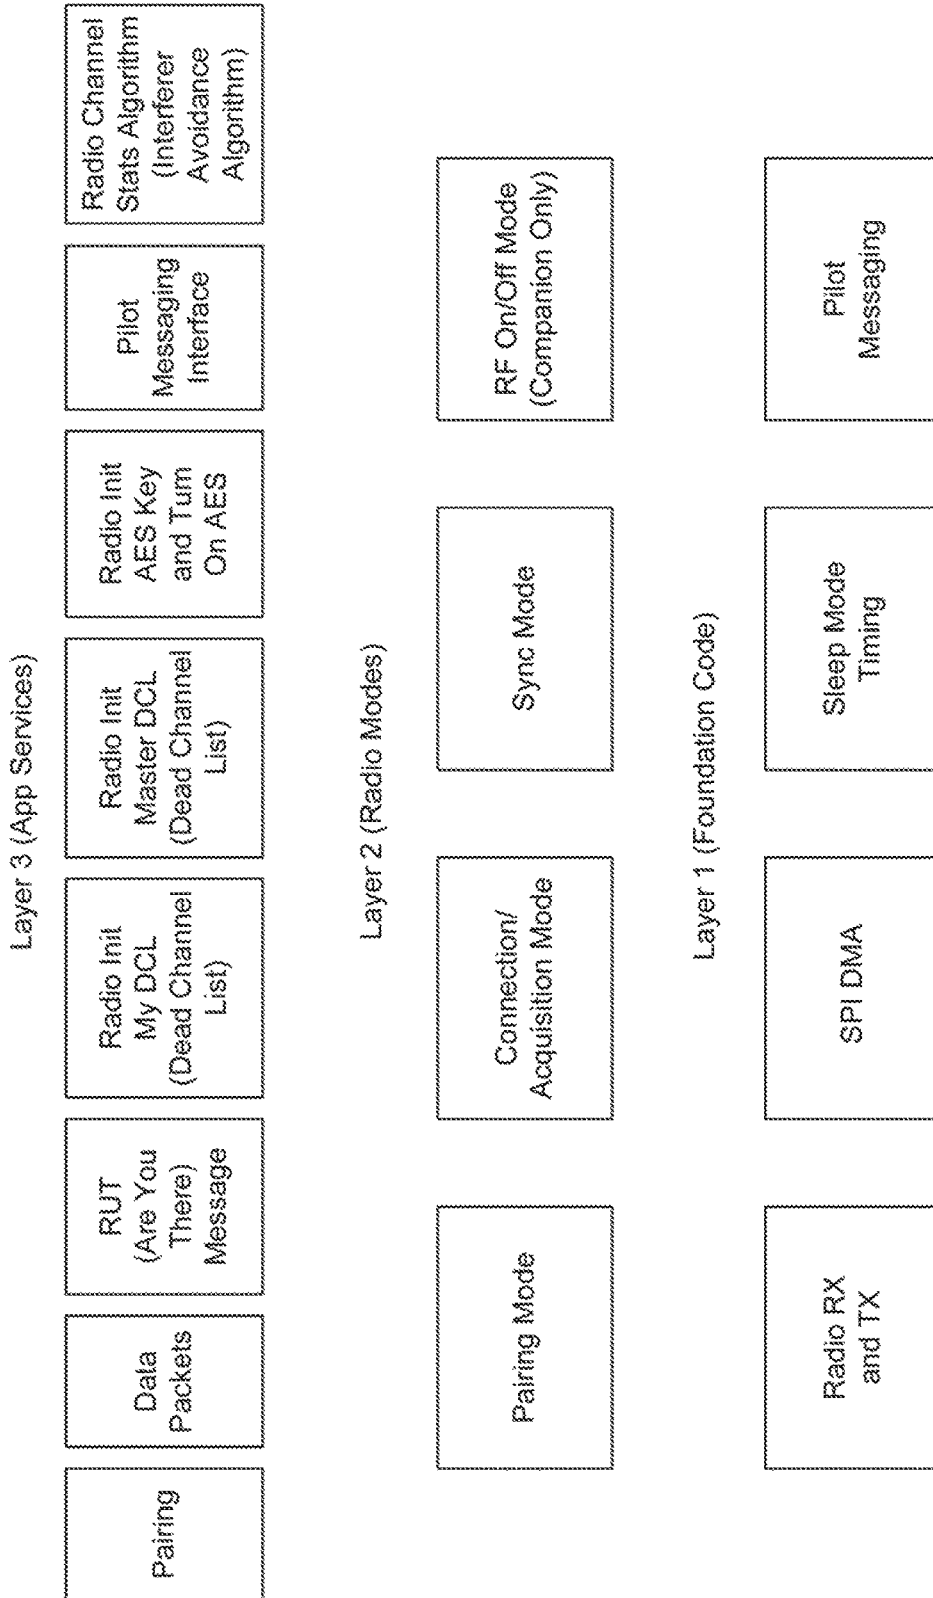 Layer 3 (App Services)
Pairing
Data
Packets
RUT
(Are You
There)
Message
Radio Init
My DCL
(Dead Channel
List)
Radio Init
Master DCL
(Dead Channel
List)
Radio Init
AES Key
and Turn
On AES
Pilot
Messaging
Interface
Radio Channel
Stats Algorithm
(Interferer
Avoidance
Algorithm)
Layer 2 (Radio Modes)
Pairing Mode
Connection/
Acquisition Mode
Sync Mode
RF On/Off Mode
(Companion Only)
Layer 1 (Foundation Code)
Radio RX
and TX
SPI DMA
Sleep Mode
Timing
Pilot
Messaging